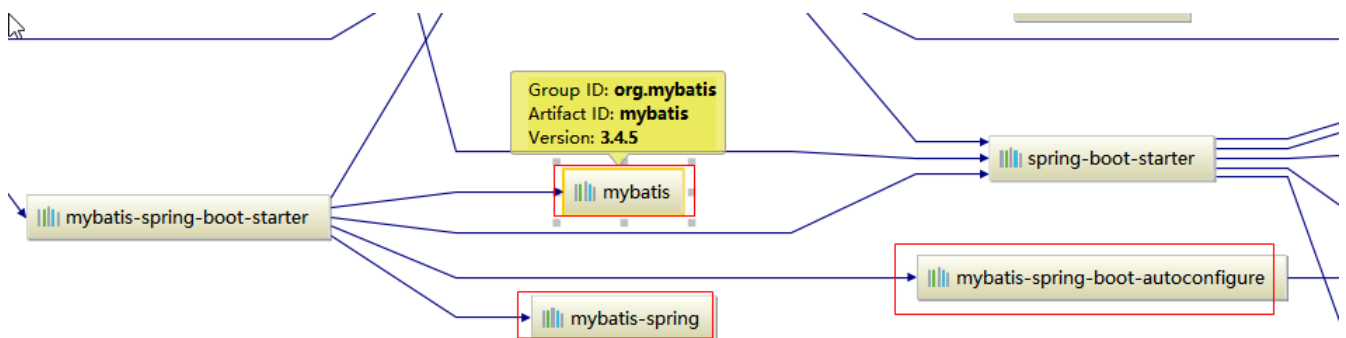 Group ID: org.mybatis
Artifact ID: mybatis
Version: 3.4.5
spring-boot-starter
mybatis
mybatis-spring-boot-starter
mybatis-spring-boot-autoconfigure
mybatis-spring